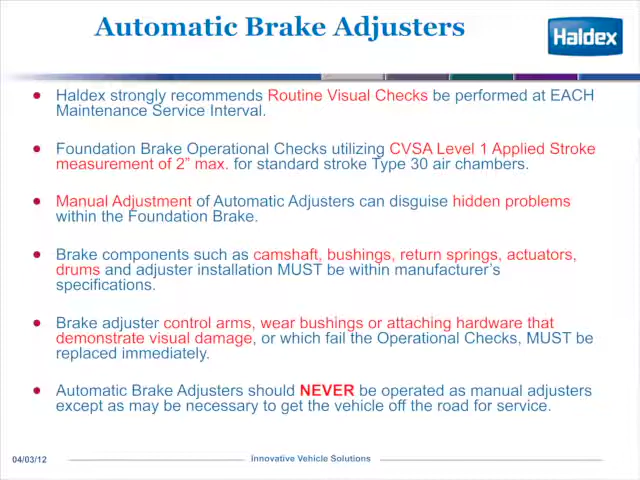 Automatic Brake Adjusters
Haldex
• Haldex strongly recommends Routine Visual Checks be performed at EACH
Maintenance Service Interval.
• Foundation Brake Operational Checks utilizing CVSA Level 1 Applied Stroke
measurement of 2” max. for standard stroke Type 30 air chambers.
• Manual Adjustment of Automatic Adjusters can disguise hidden problems
within the Foundation Brake.
• Brake components such as camshaft, bushings, return springs, actuators,
drums and adjuster installation MUST be within manufacturer’s
specifications.
• Brake adjuster control arms, wear bushings or attaching hardware that
demonstrate visual damage, or which fail the Operational Checks, MUST be
replaced immediately.
• Automatic Brake Adjusters should NEVER be operated as manual adjusters
except as may be necessary to get the vehicle off the road for service.
04/03/12
Innovative Vehicle Solutions